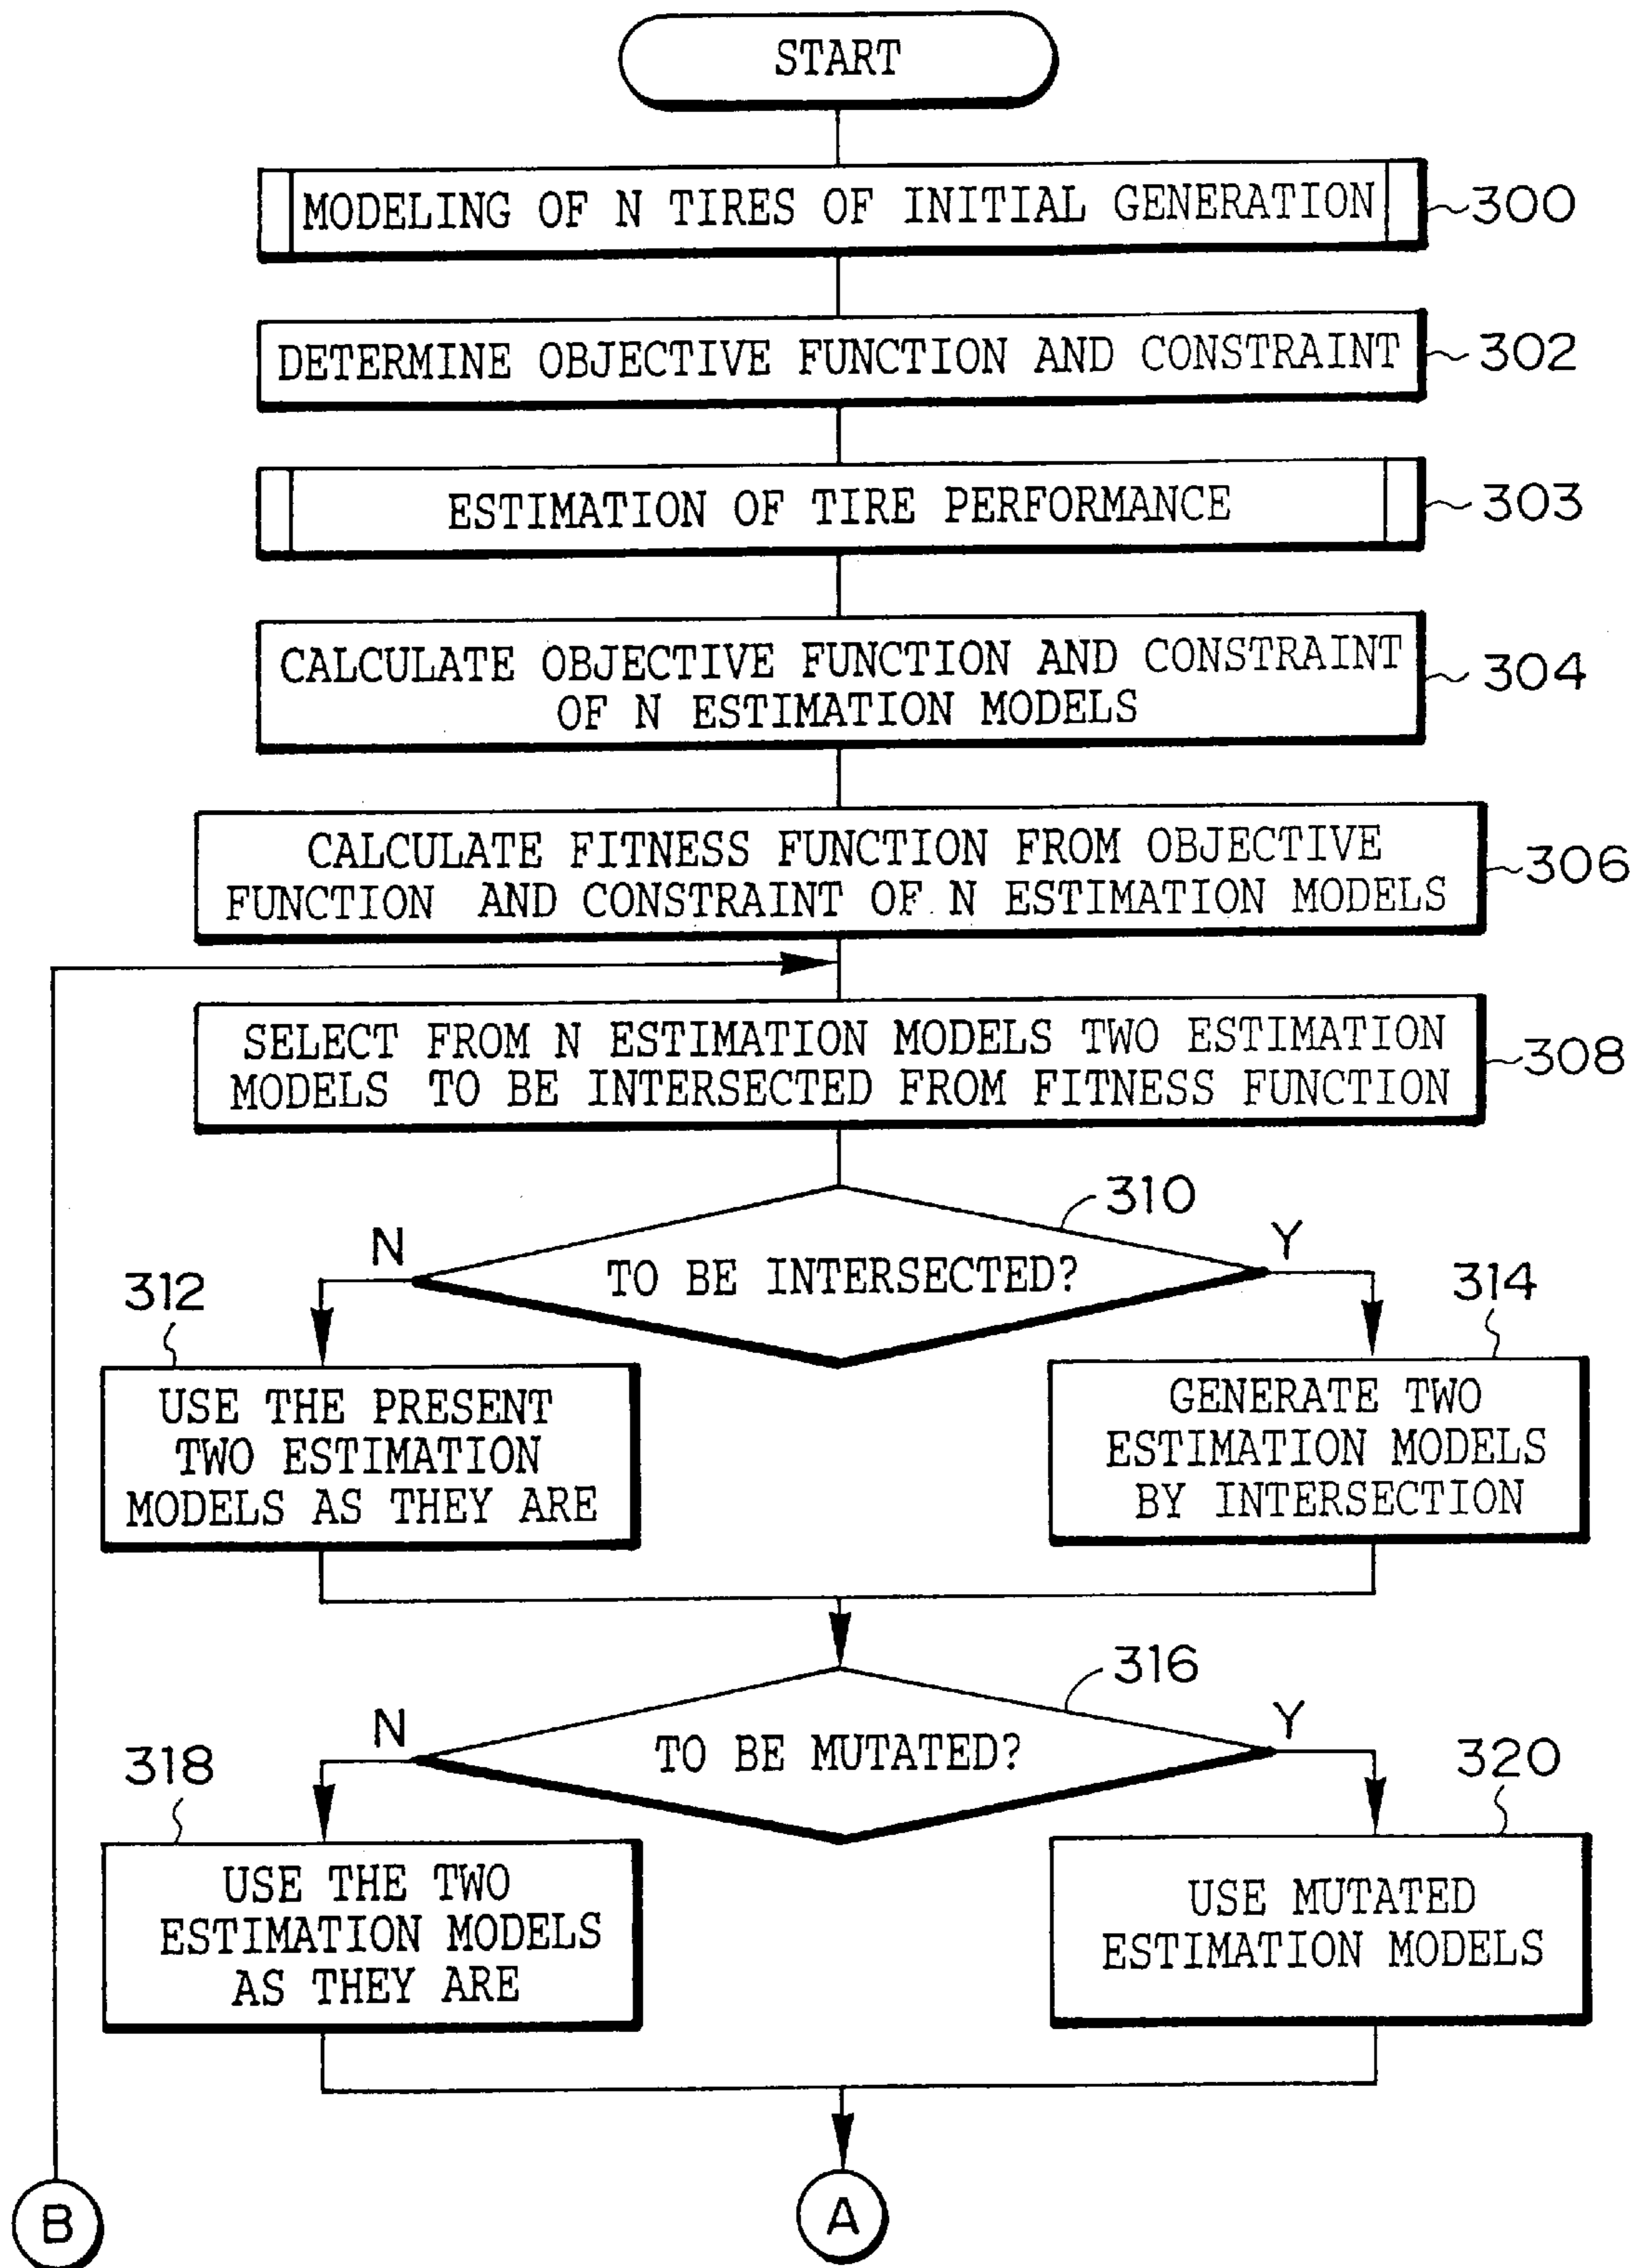 START
MODELING OF N TIRES OF INITIAL GENERATION
300
DETERMINE OBJECTIVE FUNCTION AND CONSTRAINT
302
ESTIMATION OF TIRE PERFORMANCE
303
CALCULATE OBJECTIVE FUNCTION AND CONSTRAINT
OF N ESTIMATION MODELS
304
CALCULATE FITNESS FUNCTION FROM OBJECTIVE
FUNCTION AND CONSTRAINT OF N ESTIMATION MODELS
306
SELECT FROM N ESTIMATION MODELS TWO ESTIMATION
MODELS TO BE INTERSECTED FROM FITNESS FUNCTION
308
310
N
TO BE INTERSECTED?
Y
312
USE THE PRESENT
TWO ESTIMATION
MODELS AS THEY ARE
314
GENERATE TWO
ESTIMATION MODELS
BY INTERSECTION
316
N
TO BE MUTATED?
Y
318
USE THE TWO
ESTIMATION MODELS
AS THEY ARE
320
USE MUTATED
ESTIMATION MODELS
B
A